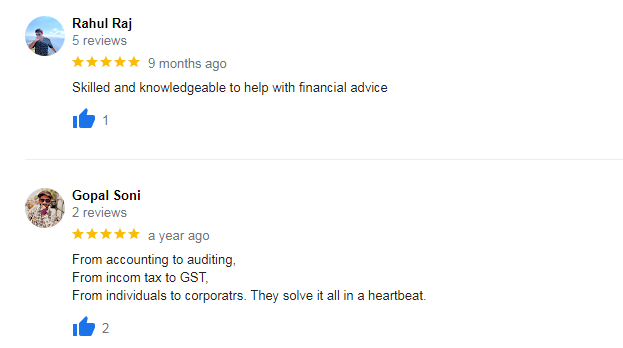 Rahul Raj
5 reviews
9 months ago
Skilled and knowledgeable to help with financial advice
1
Gopal Soni
2 reviews
a year ago
From accounting to auditing,
From incom tax to GST,
From individuals to corporatrs. They solve it all in a heartbeat.
2